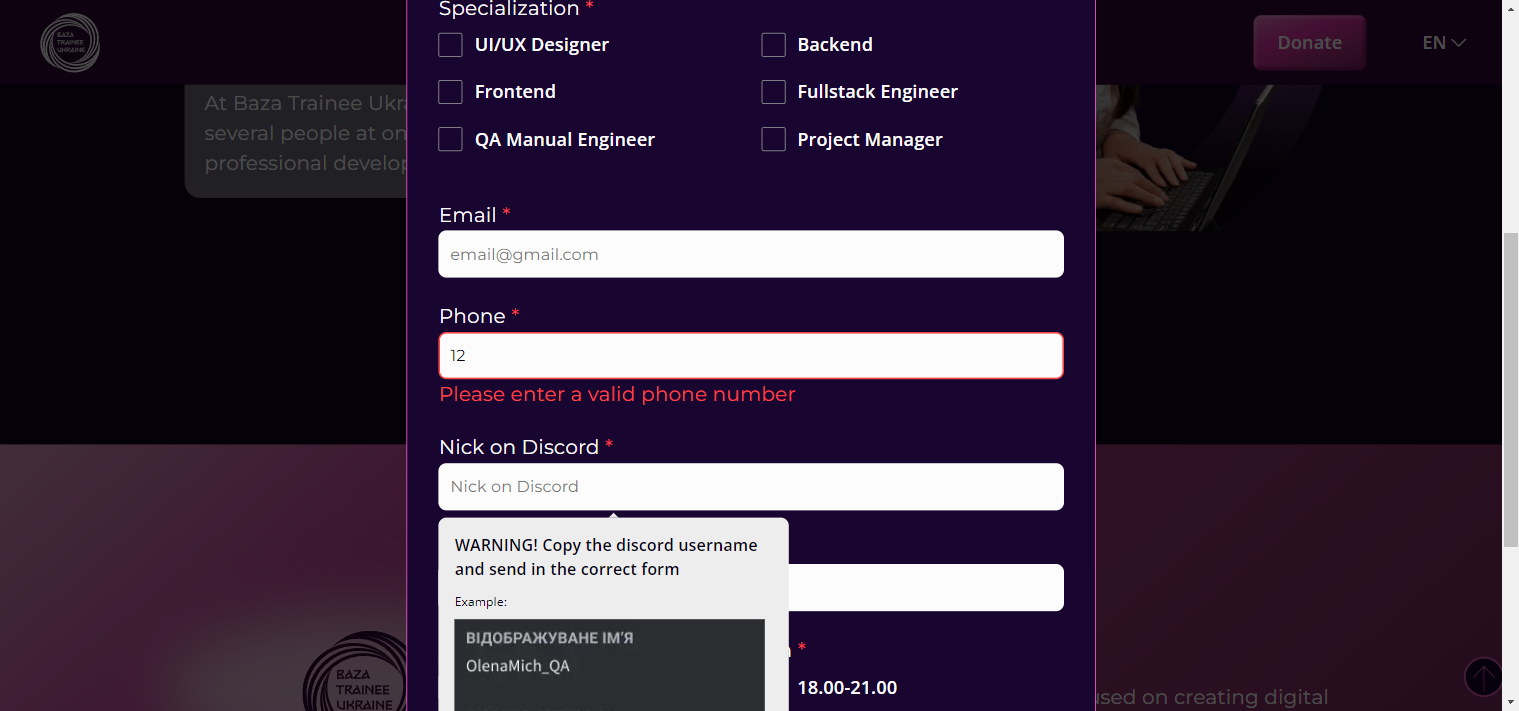 Specialization *
UI/UX Designer
Backend
Frontend
Fullstack Engineer
QA Manual Engineer
Project Manager
Email *
email@gmail.com
Phone *
12
Please enter a valid phone number
Nick on Discord *
Nick on Discord
WARNING! Copy the discord username
and send in the correct form
Example:
ВІДОБРАЖУВАНЕ ІМ'Я
OlenaMich_QA
*
18.00-21.00
BAZA
TRAINEE
UKRAINE
Donate
EN
At Baza Trainee Ukra
several people at on
professional develop
BAZA
TRAINEE
UKRAINE
used on creating digital